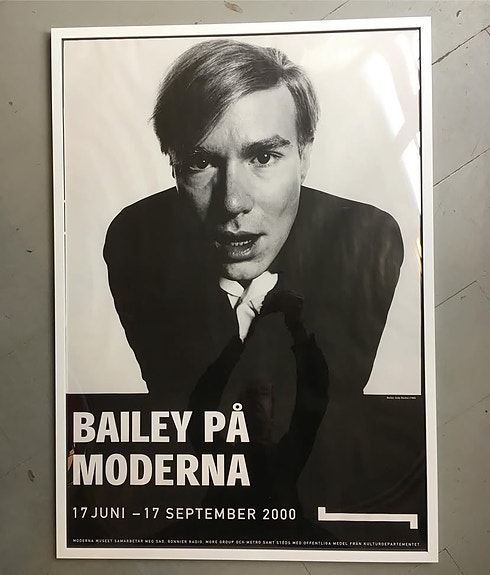 BAILEY PÅ
MODERNA
17 JUNI – 17 SEPTEMBER 2000
MODERNA MUSEET SAMARBETAR MED SAS, RONNIER RADIO, MORE GROUP OCH METRO SAMT STÖDS MED OFFENTLIGA MEDEL FRÅN KULTURDEPARTEMENTET